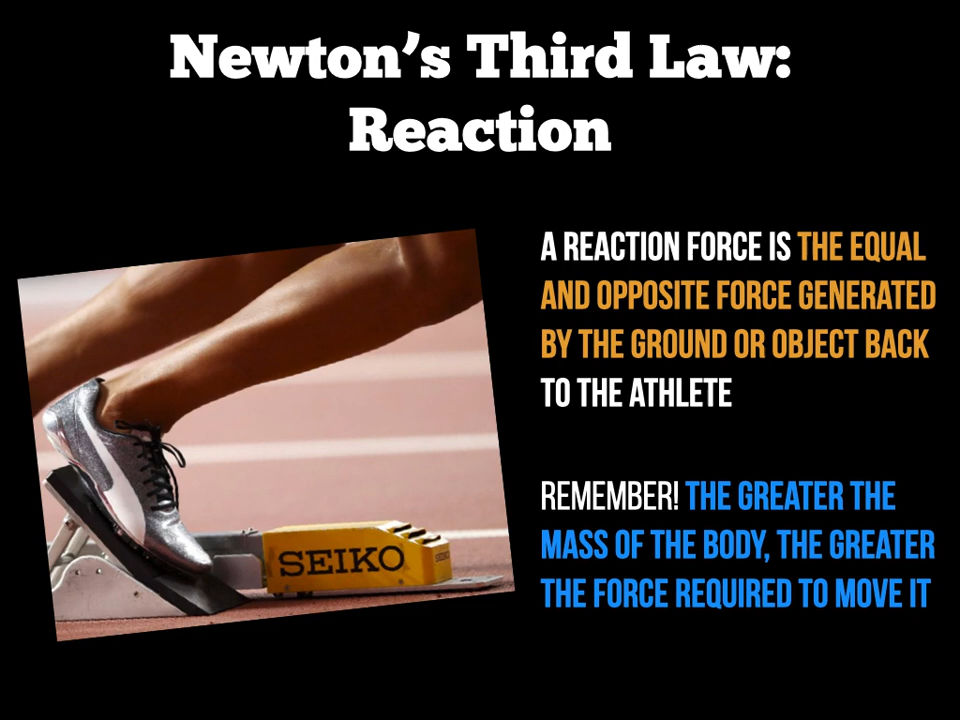 Newton’s Third Law:
Reaction
A REACTION FORCE IS THE EQUAL
AND OPPOSITE FORCE GENERATED
BY THE GROUND OR OBJECT BACK
TO THE ATHLETE
REMEMBER! THE GREATER THE
MASS OF THE BODY, THE GREATER
THE FORCE REQUIRED TO MOVE IT
SEIKO
SEIKO